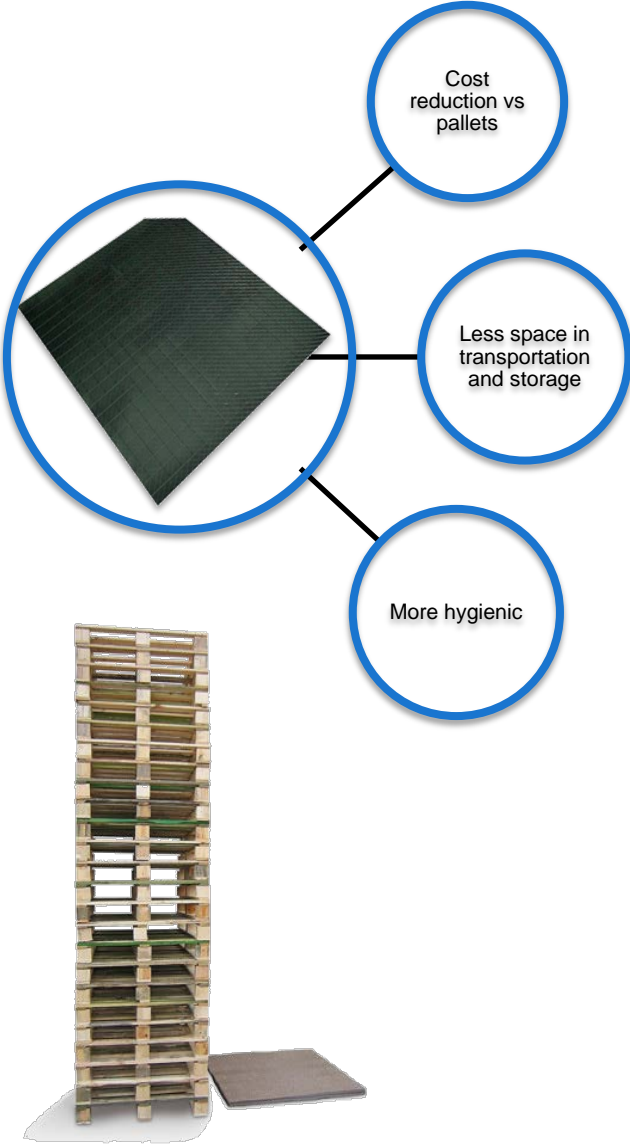 Cost
reduction vs
pallets
Less space in
transportation
and storage
More hygienic